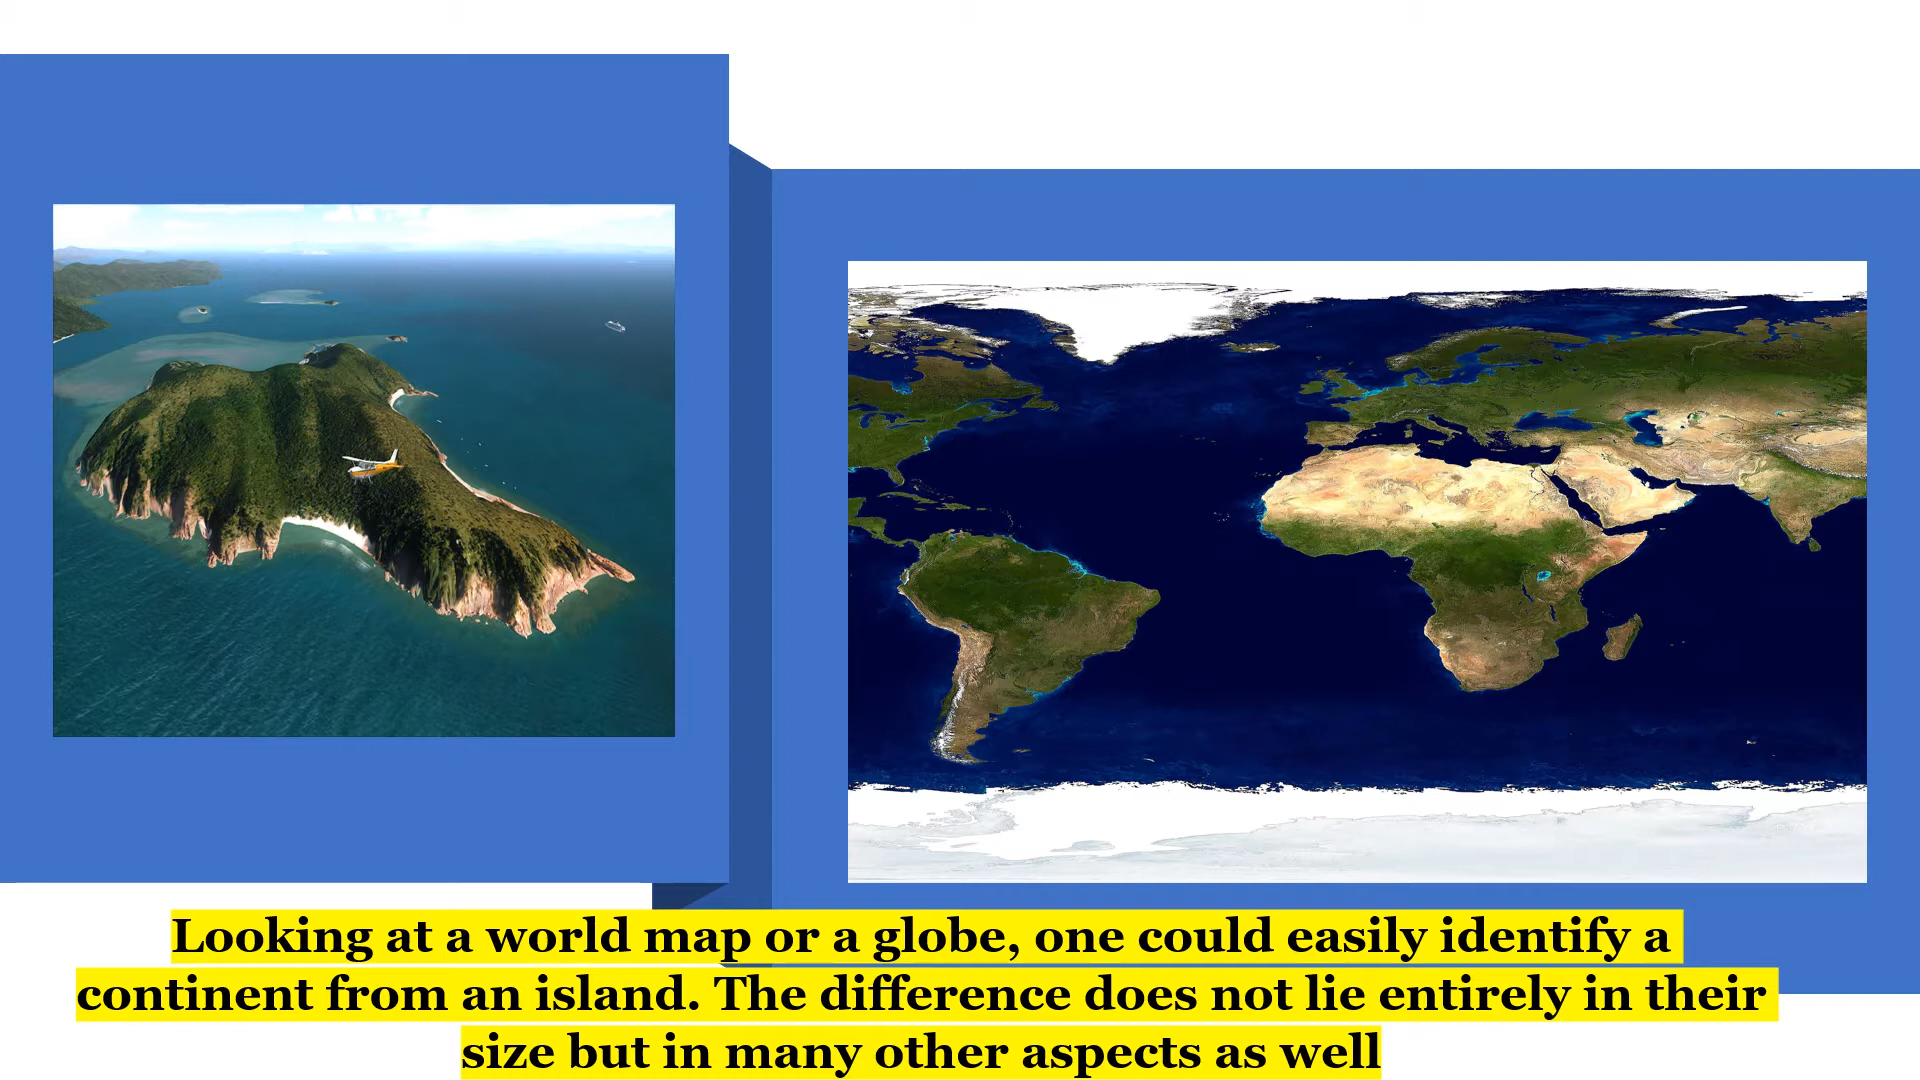 Looking at a world map or a globe, one could easily identify a
continent from an island. The difference does not lie entirely in their
size but in many other aspects as well